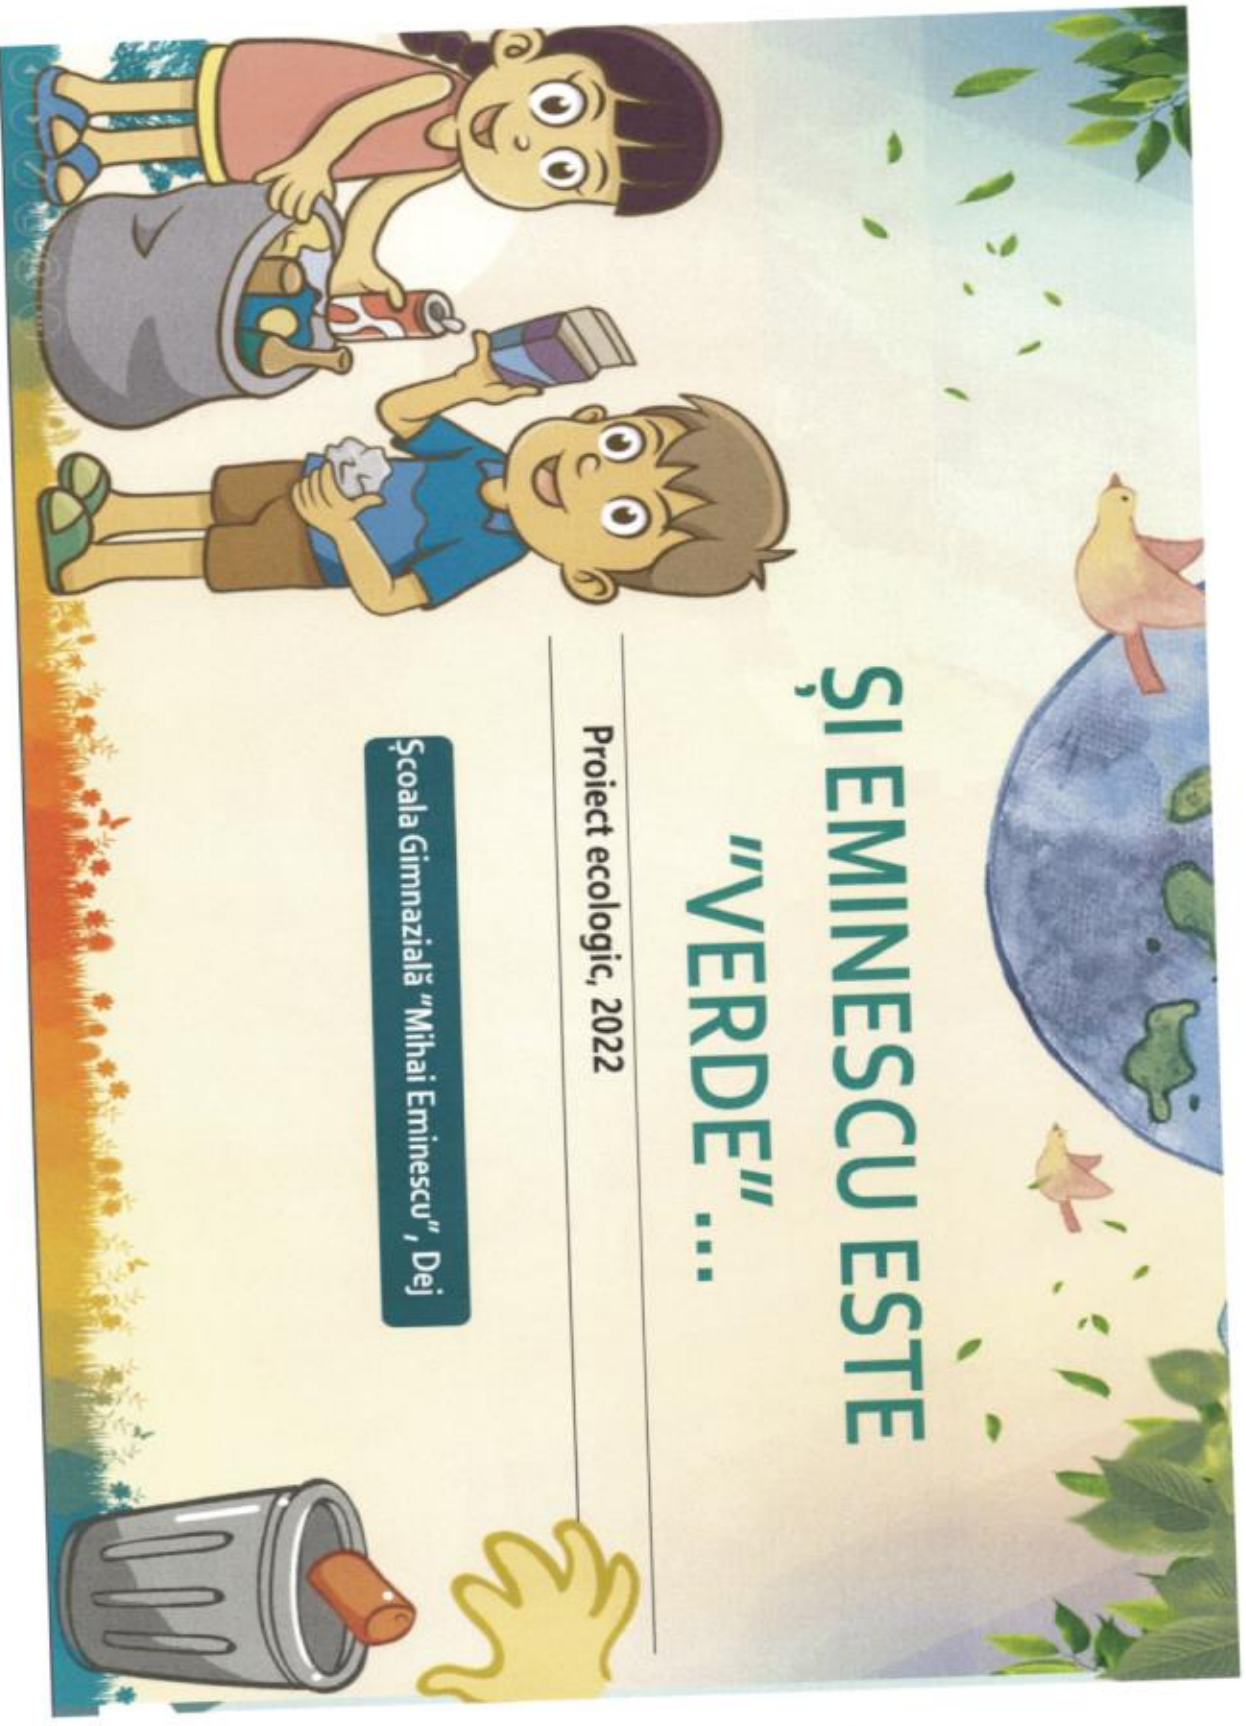 ȘI EMINESCU ESTE
"VERDE" ...
Proiect ecologic, 2022
Școala Gimnazială "Mihai Eminescu", Dej